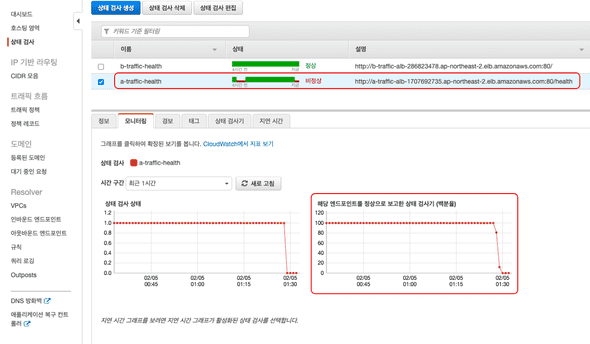 대시보드
호스팅 영역
상태 검사
IP 기반 라우팅
CIDR 모음
트래픽 흐름
트래픽 정책
정책 레코드
도메인
등록된 도메인
대기 중인 요청
Resolver
VPCs
인바운드 엔드포인트
아웃바운드 엔드포인트
규칙
쿼리 로깅
Outposts
DNS 방화벽
애플리케이션 복구 컨트
롤러
상태 검사 생성 상태 검사 삭제 상태 검사 편집
키워드 기준 필터링
이름 상태 설명
b-traffic-health 정상 http://b-traffic-alb-286823478.ap-northeast-2.elb.amazonaws.com:80/
a-traffic-health 비정상 http://a-traffic-alb-1707692735.ap-northeast-2.elb.amazonaws.com:80/health
정보 모니터링 경보 태그 상태 검사기 지연 시간
그래프를 클릭하여 확장된 보기를 봅니다. CloudWatch에서 지표 보기
상태 검사 a-traffic-health
시간 구간 최근 1시간 새로 고침
상태 검사 상태
1.2
1.0
0.8
0.6
0.4
0.2
0.0
02/05 00:45
02/05 01:00
02/05 01:15
02/05 01:30
해당 엔드포인트를 정상으로 보고한 상태 검사기 (백분율)
120
100
80
60
40
20
0
02/05 00:45
02/05 01:00
02/05 01:15
02/05 01:30
지연 시간 그래프를 보려면 지연 시간 그래프가 활성화된 상태 검사를 선택합니다.